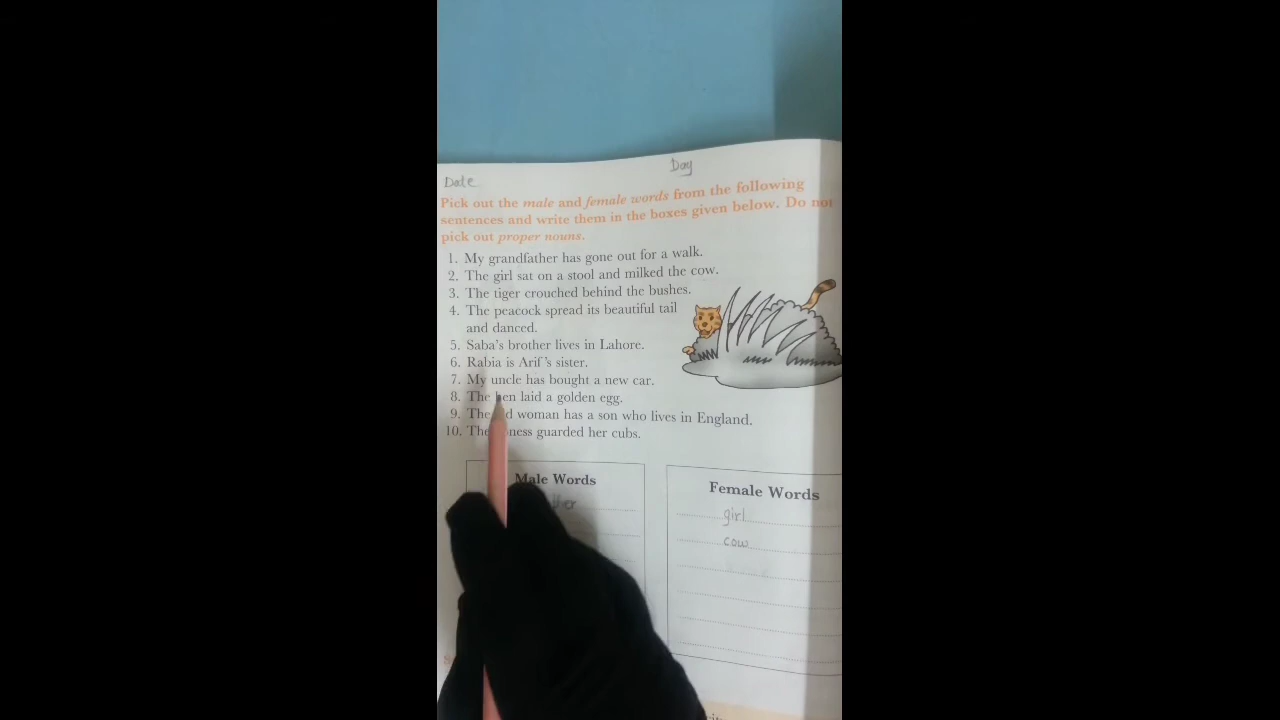 Date
Day
Pick out the male and female words from the following
sentences and write them in the boxes given below. Do not
pick out proper nouns.
1. My grandfather has gone out for a walk.
2. The girl sat on a stool and milked the cow.
3. The tiger crouched behind the bushes.
4. The peacock spread its beautiful tail
and danced.
5. Saba's brother lives in Lahore.
6. Rabia is Arif's sister.
7. My uncle has bought a new car.
8. The hen laid a golden egg.
9. The woman has a son who lives in England.
10. The guarded her cubs.
Male Words
Female Words
girl
cow